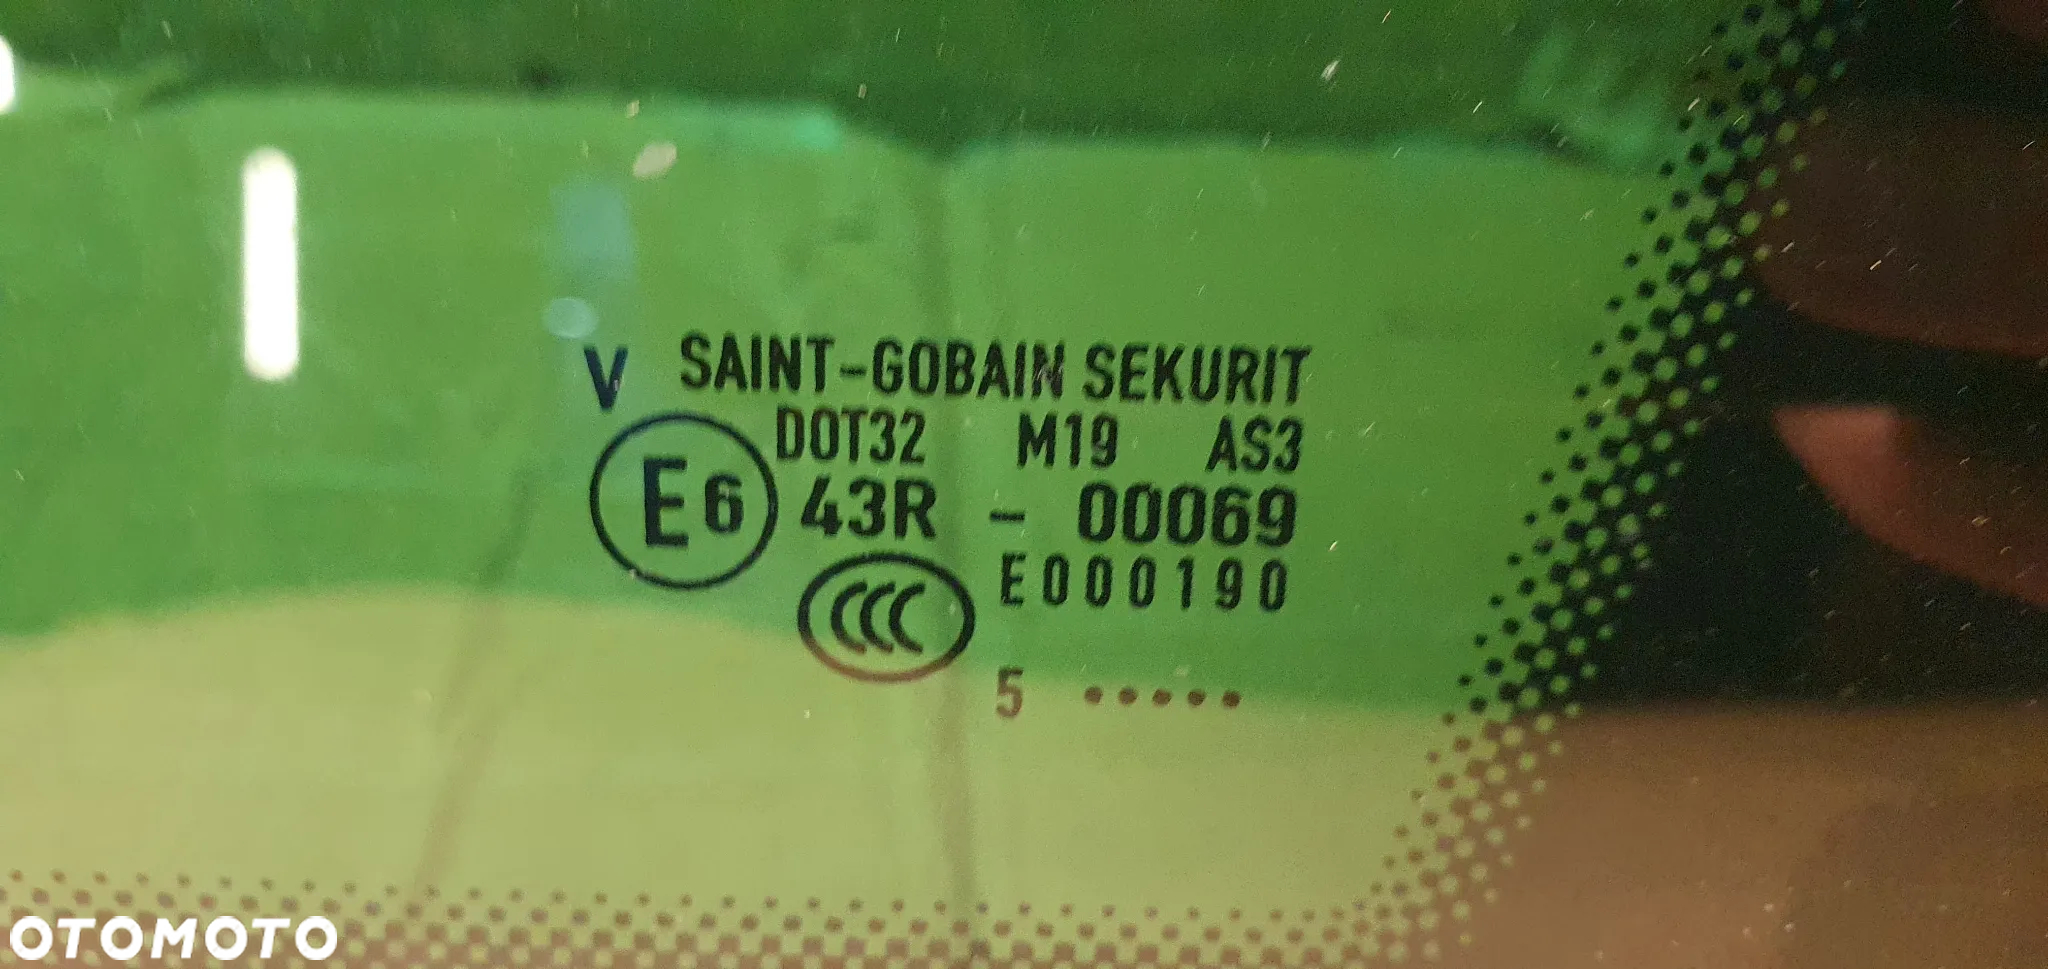 V SAINT-GOBAIN SEKURIT
DOT32 M19 AS3
E6 43R - 00069
CCC E000190
5 •••••
OTOMOTO